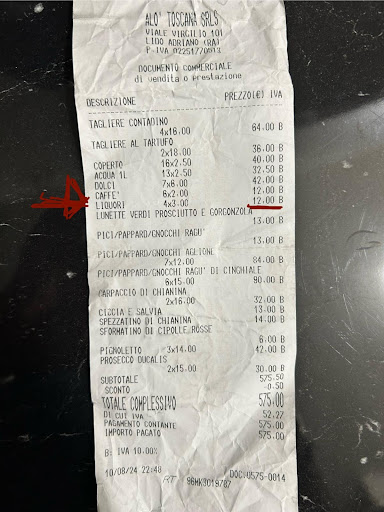 ALO' TOSCANA SRLS
VIALE VIRGILIO 101
LIDO ADRIANO (RA)
P.IVA 02251770913
DOCUMENTO COMMERCIALE
di vendita o prestazione
DESCRIZIONE PREZZO(€) IVA
TAGLIERE CONTADINO
4x16.00 64.00 B
TAGLIERE AL TARTUFO
2x18.00 36.00 B
COPERTO 16x2.50 40.00 B
ACQUA 1L 13x2.50 32.50 B
DOLCI 7x6.00 42.00 B
CAFFE' 6x2.00 12.00 B
LIQUORI 4x3.00 12.00 B
LUNETTE VERDI PROSCIUTTO E GORGONZOLA
13.00 B
PICI/PAPPARD/GNOCCHI RAGU'
13.00 B
PICI/PAPPARD/GNOCCHI AGLIONE
7x12.00 84.00 B
PICI/PAPPARD/GNOCCHI RAGU' DI CINGHIALE
6x15.00 90.00 B
CARPACCIO DI CHIANINA
2x16.00 32.00 B
CICCIA E SALVIA 13.00 B
SPEZZATINO DI CHIANINA 14.00 B
SFORMATINO DI CIPOLLE ROSSE
6.00 B
PIGNOLETTO 3x14.00 42.00 B
PROSECCO DUCALIS
2x15.00 30.00 B
SUBTOTALE 575.50
SCONTO -0.50
TOTALE COMPLESSIVO 575.00
DI CUI IVA 52.27
PAGAMENTO CONTANTE 575.00
IMPORTO PAGATO 575.00
B: IVA 10.00%
10/08/24 22:48 DOC.0575-0014
RT 96MKB019787